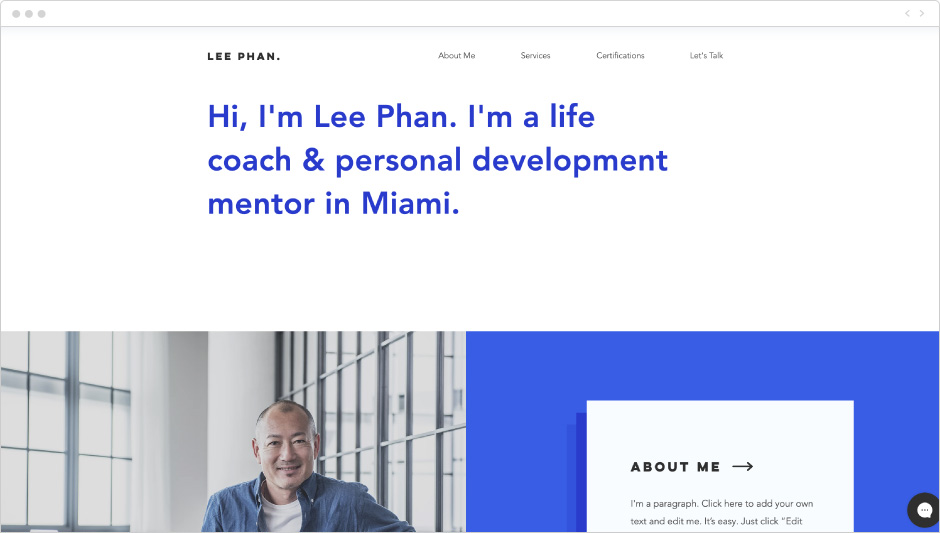 LEE PHAN.
About Me
Services
Certifications
Let's Talk
Hi, I'm Lee Phan. I'm a life
coach & personal development
mentor in Miami.
ABOUT ME
I'm a paragraph. Click here to add your own
text and edit me. It's easy. Just click “Edit